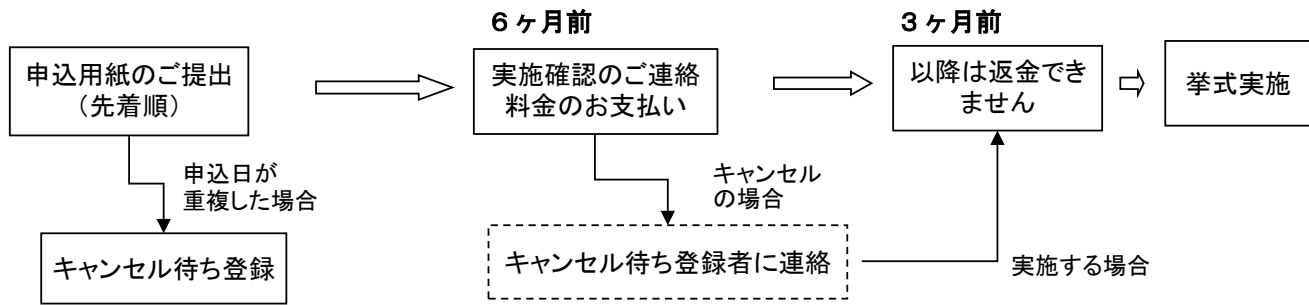 ６ヶ月前
３ヶ月前
申込用紙のご提出
（先着順）
実施確認のご連絡
料金のお支払い
以降は返金でき
ません
挙式実施
申込日が
重複した場合
キャンセル
の場合
キャンセル待ち登録
キャンセル待ち登録者に連絡
実施する場合